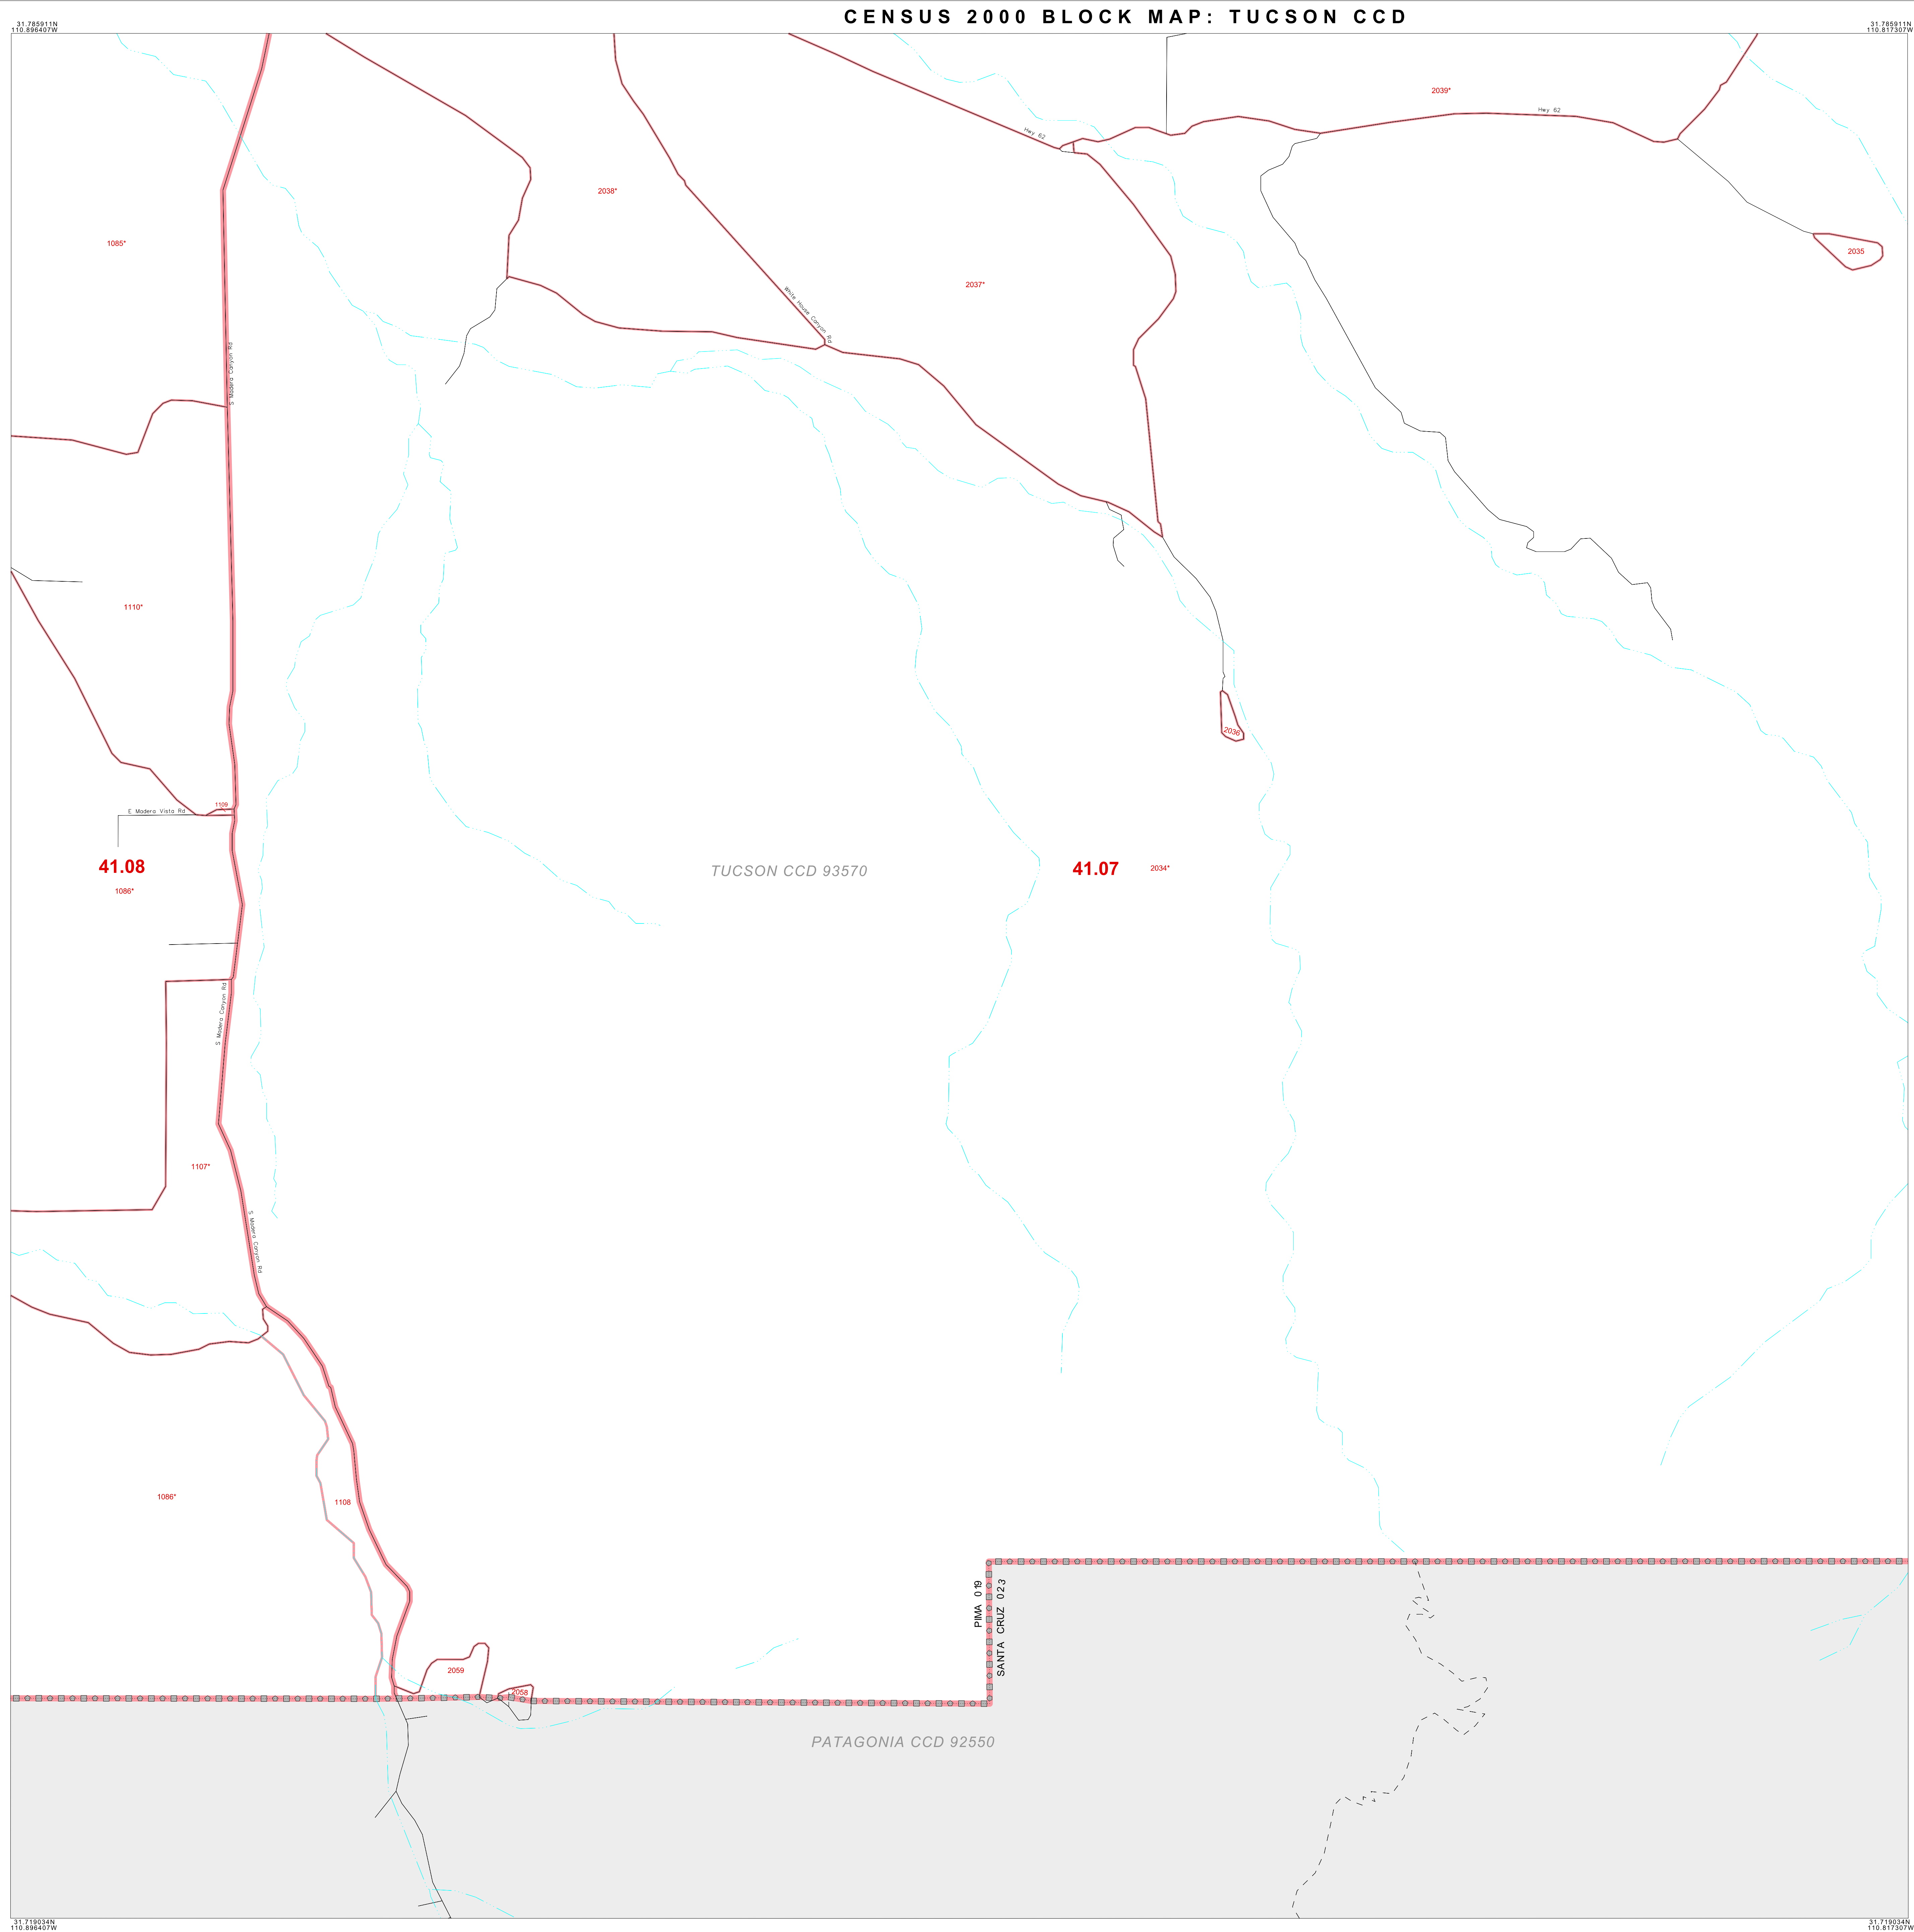 CENSUS 2000 BLOCK MAP: TUCSON CCD
31.785911N
110.896407W
31.785911N
110.817307W
2039*
Hwy 62
Hwy 62
2038*
1085*
2035
2037*
White House Canyon Rd
S Madera Canyon Rd
1110*
2036
1109
E Madera Vista Rd
41.08
1086*
TUCSON CCD 93570
41.07
2034*
S Madera Canyon Rd
1107*
S Madera Canyon Rd
1086*
1108
PIMA 019
SANTA CRUZ 023
2059
2058
PATAGONIA CCD 92550
31.719034N
110.896407W
31.719034N
110.817307W